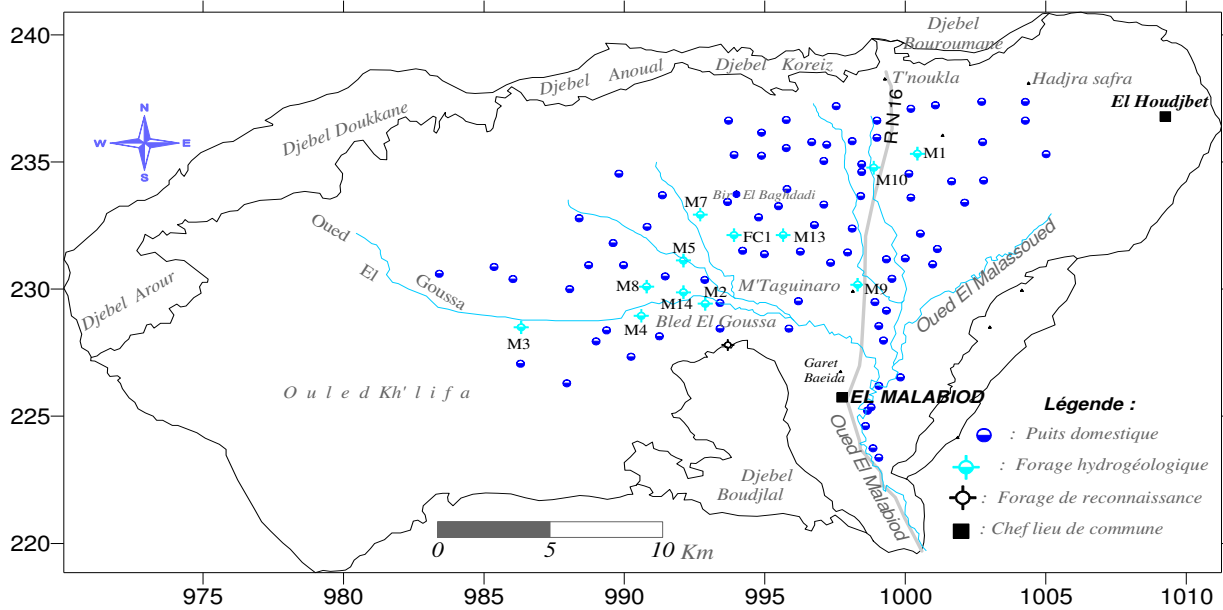 240
235
230
225
220
975
980
985
990
995
1000
1005
1010
N
W
E
S
Djebel Doukkane
Djebel Anoual
Djebel Koreiz
Djebel
Bouroumane
T'noukla
Hadjra safra
El Houdjbet
R N 16
M1
M10
Bir El Baghdadi
M7
FC1
M13
M5
M8
M14
M2
M'Taguinaro
M9
Oued El Malassoued
Oued
El
Goussa
Djebel Arour
M3
M4
Bled El Goussa
Garet
Baeida
EL MALABIOD
Ouled Kh' lifa
Oued El Malabiod
Djebel
Boudjlal
0
5
10
Km
Légende :
: Puits domestique
: Forage hydrogéologique
: Forage de reconnaissance
: Chef lieu de commune